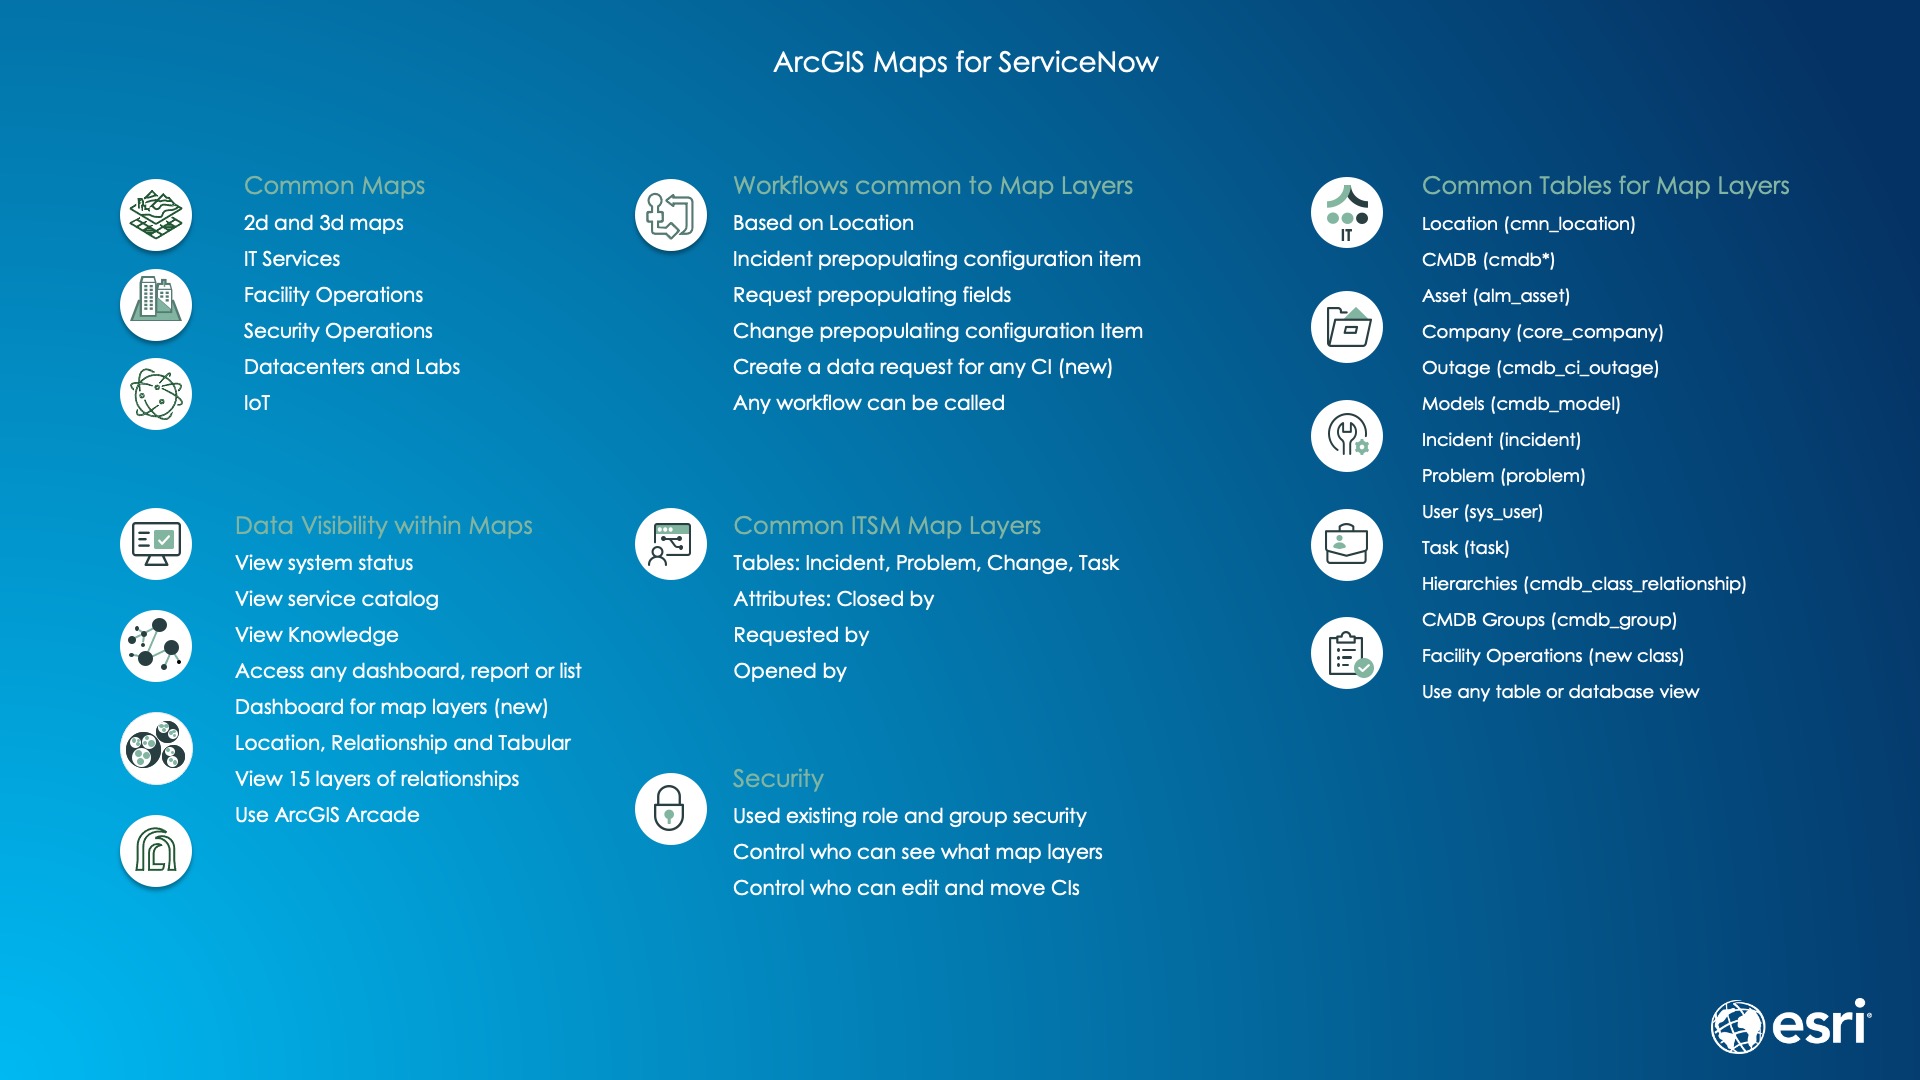 ArcGIS Maps for ServiceNow
Common Maps
2d and 3d maps
IT Services
Facility Operations
Security Operations
Datacenters and Labs
IoT
Data Visibility within Maps
View system status
View service catalog
View Knowledge
Access any dashboard, report or list
Dashboard for map layers (new)
Location, Relationship and Tabular
View 15 layers of relationships
Use ArcGIS Arcade
Workflows common to Map Layers
Based on Location
Incident prepopulating configuration item
Request prepopulating fields
Change prepopulating configuration Item
Create a data request for any CI (new)
Any workflow can be called
Common ITSM Map Layers
Tables: Incident, Problem, Change, Task
Attributes: Closed by
Requested by
Opened by
Security
Used existing role and group security
Control who can see what map layers
Control who can edit and move CIs
IT
Common Tables for Map Layers
Location (cmn_location)
CMDB (cmdb*)
Asset (alm_asset)
Company (core_company)
Outage (cmdb_ci_outage)
Models (cmdb_model)
Incident (incident)
Problem (problem)
User (sys_user)
Task (task)
Hierarchies (cmdb_class_relationship)
CMDB Groups (cmdb_group)
Facility Operations (new class)
Use any table or database view
esri®